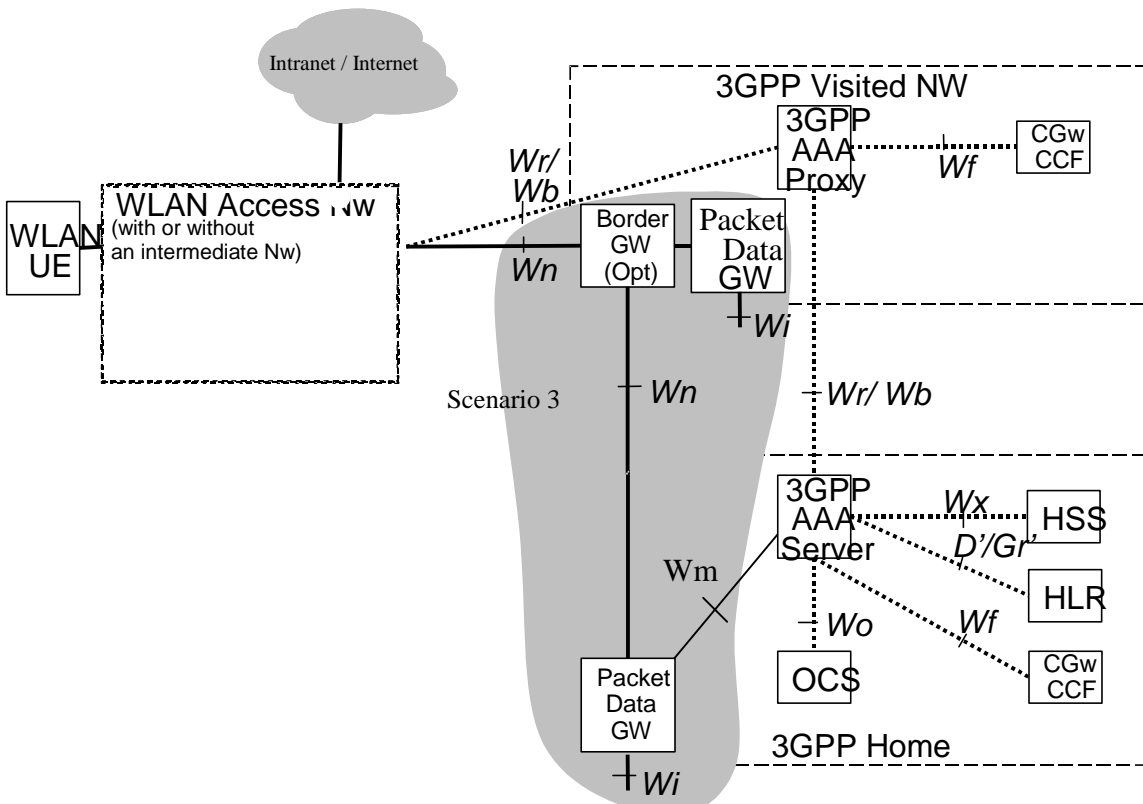 Intranet / Internet
3GPP Visited NW
3GPP
AAA
Proxy
Wf
CGw
CCF
Wr/
Wb
WLAN
UE
WLAN Access Nw
(with or without
an intermediate Nw)
Wn
Border
GW
(Opt)
Packet
Data
GW
Wi
Scenario 3
Wn
Wr/ Wb
3GPP
AAA
Server
Wx
HSS
D'/Gr'
HLR
Wm
Wo
Wf
OCS
CGw
CCF
Packet
Data
GW
3GPP Home
Wi